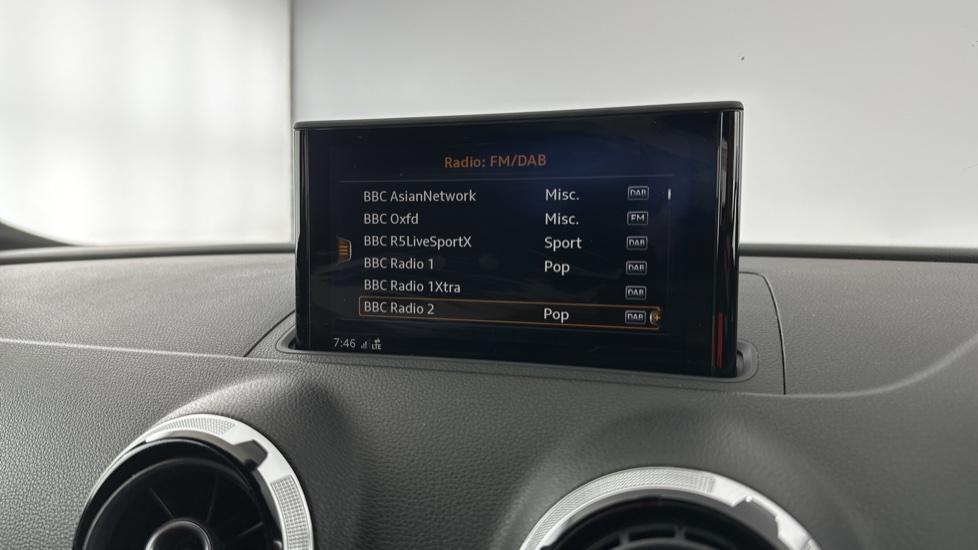 Radio: FM/DAB
BBC AsianNetwork Misc. DAB
BBC Oxfd Misc. FM
BBC R5LiveSportX Sport DAB
BBC Radio 1 Pop DAB
BBC Radio 1Xtra DAB
BBC Radio 2 Pop DAB
7:46 LTE